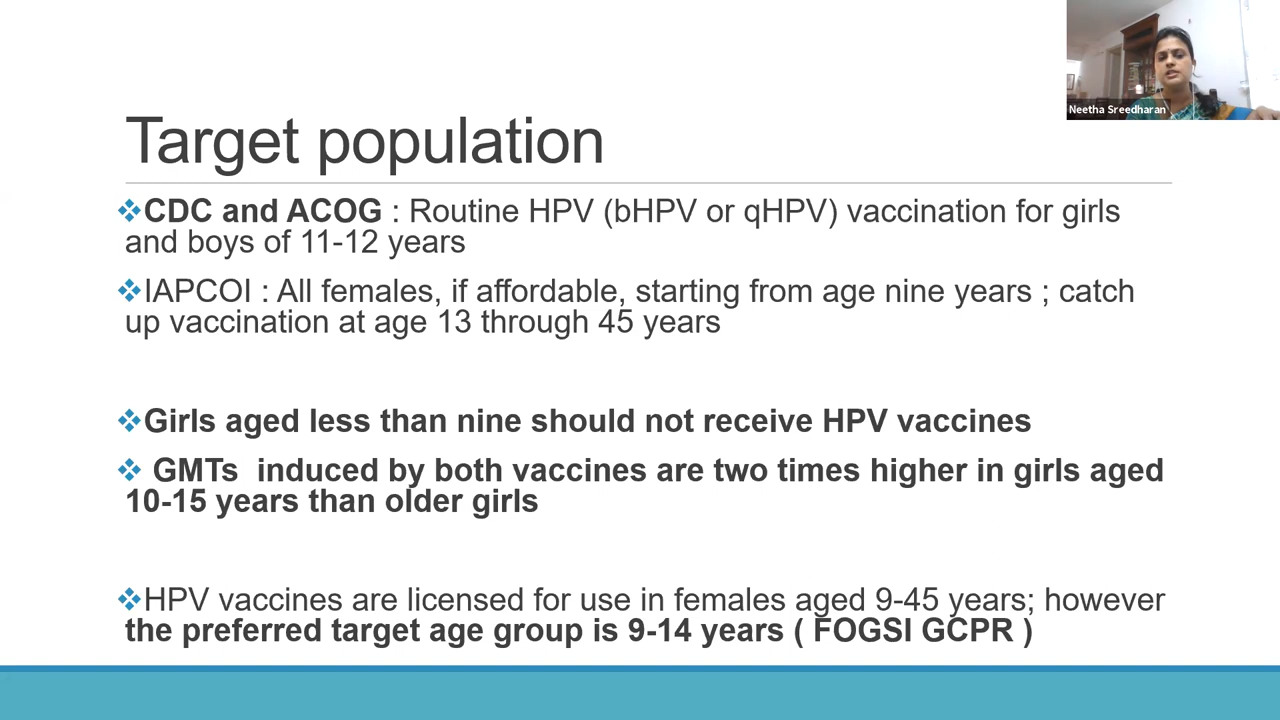 Neetha Sreedharan
Target population
CDC and ACOG : Routine HPV (bHPV or qHPV) vaccination for girls
and boys of 11-12 years
IAPCOI : All females, if affordable, starting from age nine years ; catch
up vaccination at age 13 through 45 years
Girls aged less than nine should not receive HPV vaccines
GMTs induced by both vaccines are two times higher in girls aged
10-15 years than older girls
HPV vaccines are licensed for use in females aged 9-45 years; however
the preferred target age group is 9-14 years ( FOGSI GCPR )